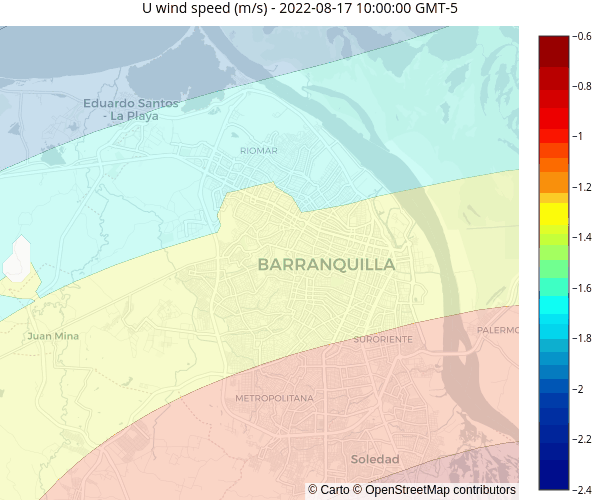 U wind speed (m/s) - 2022-08-17 10:00:00 GMT-5
−0.6
−0.8
−1
−1.2
−1.4
−1.6
−1.8
−2
−2.2
−2.4
Eduardo Santos
- La Playa
RIOMAR
BARRANQUILLA
Juan Mina
SURORIENTE
PALERMO
METROPOLITANA
Soledad
© Carto © OpenStreetMap contributors